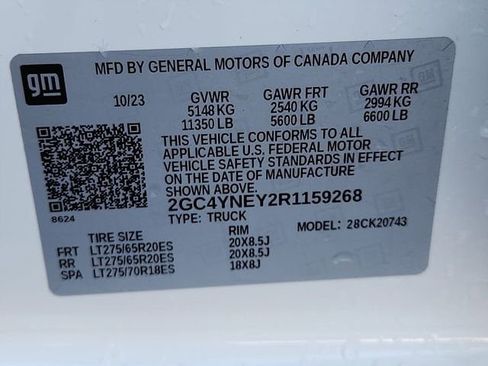 gm
MFD BY GENERAL MOTORS OF CANADA COMPANY
10/23 GVWR GAWR FRT GAWR RR
5148 KG 2540 KG 2994 KG
11350 LB 5600 LB 6600 LB
THIS VEHICLE CONFORMS TO ALL
APPLICABLE U.S. FEDERAL MOTOR
VEHICLE SAFETY STANDARDS IN EFFECT
ON THE DATE OF MANUFACTURE
SHOWN ABOVE.
8624 2GC4YNEY2R1159268
TYPE: TRUCK MODEL: 28CK20743
TIRE SIZE RIM
FRT LT275/65R20ES 20X8.5J
RR LT275/65R20ES 20X8.5J
SPA LT275/70R18ES 18X8J